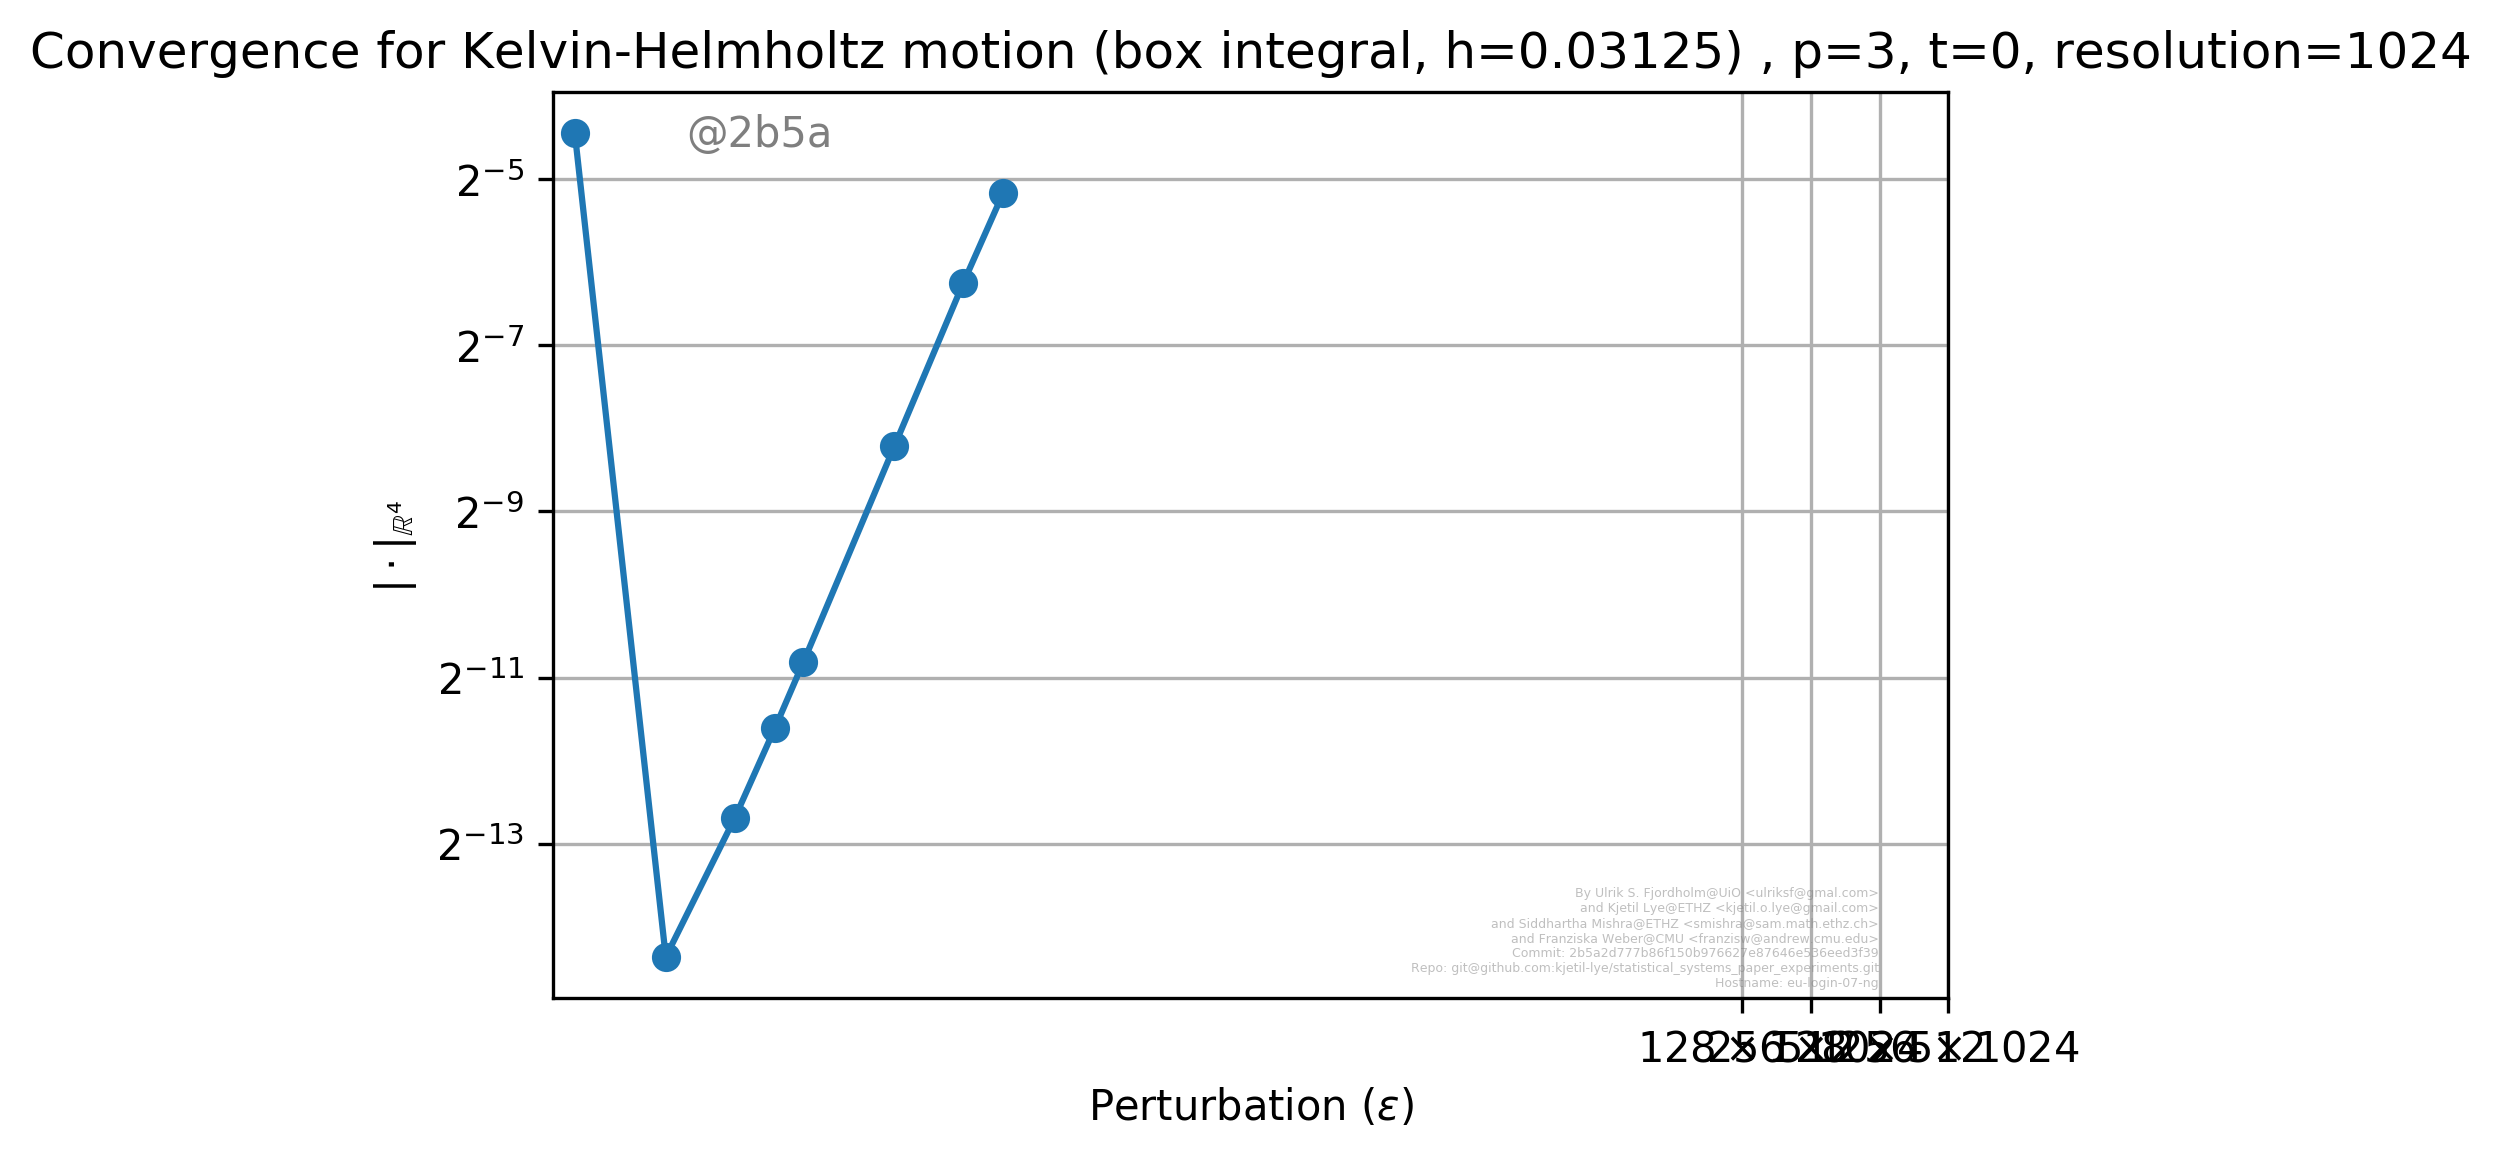 Convergence for Kelvin-Helmholtz motion (box integral, h=0.03125) , p=3, t=0, resolution=1024
@2b5a
2⁻⁵
2⁻⁷
2⁻⁹
2⁻¹¹
2⁻¹³
|·|ℝ⁴
By Ulrik S. Fjordholm@UiO <ulriksf@gmal.com>
and Kjetil Lye@ETHZ <kjetil.o.lye@gmail.com>
and Siddhartha Mishra@ETHZ <smishra@sam.math.ethz.ch>
and Franziska Weber@CMU <franzisw@andrew.cmu.edu>
Commit: 2b5a2d777b86f150b976627e87646e536eed3f39
Repo: git@github.com:kjetil-lye/statistical_systems_paper_experiments.git
Hostname: eu-login-07-ng
128 × 128 256 × 256 512 × 512 1024 × 1024
Perturbation (ε)